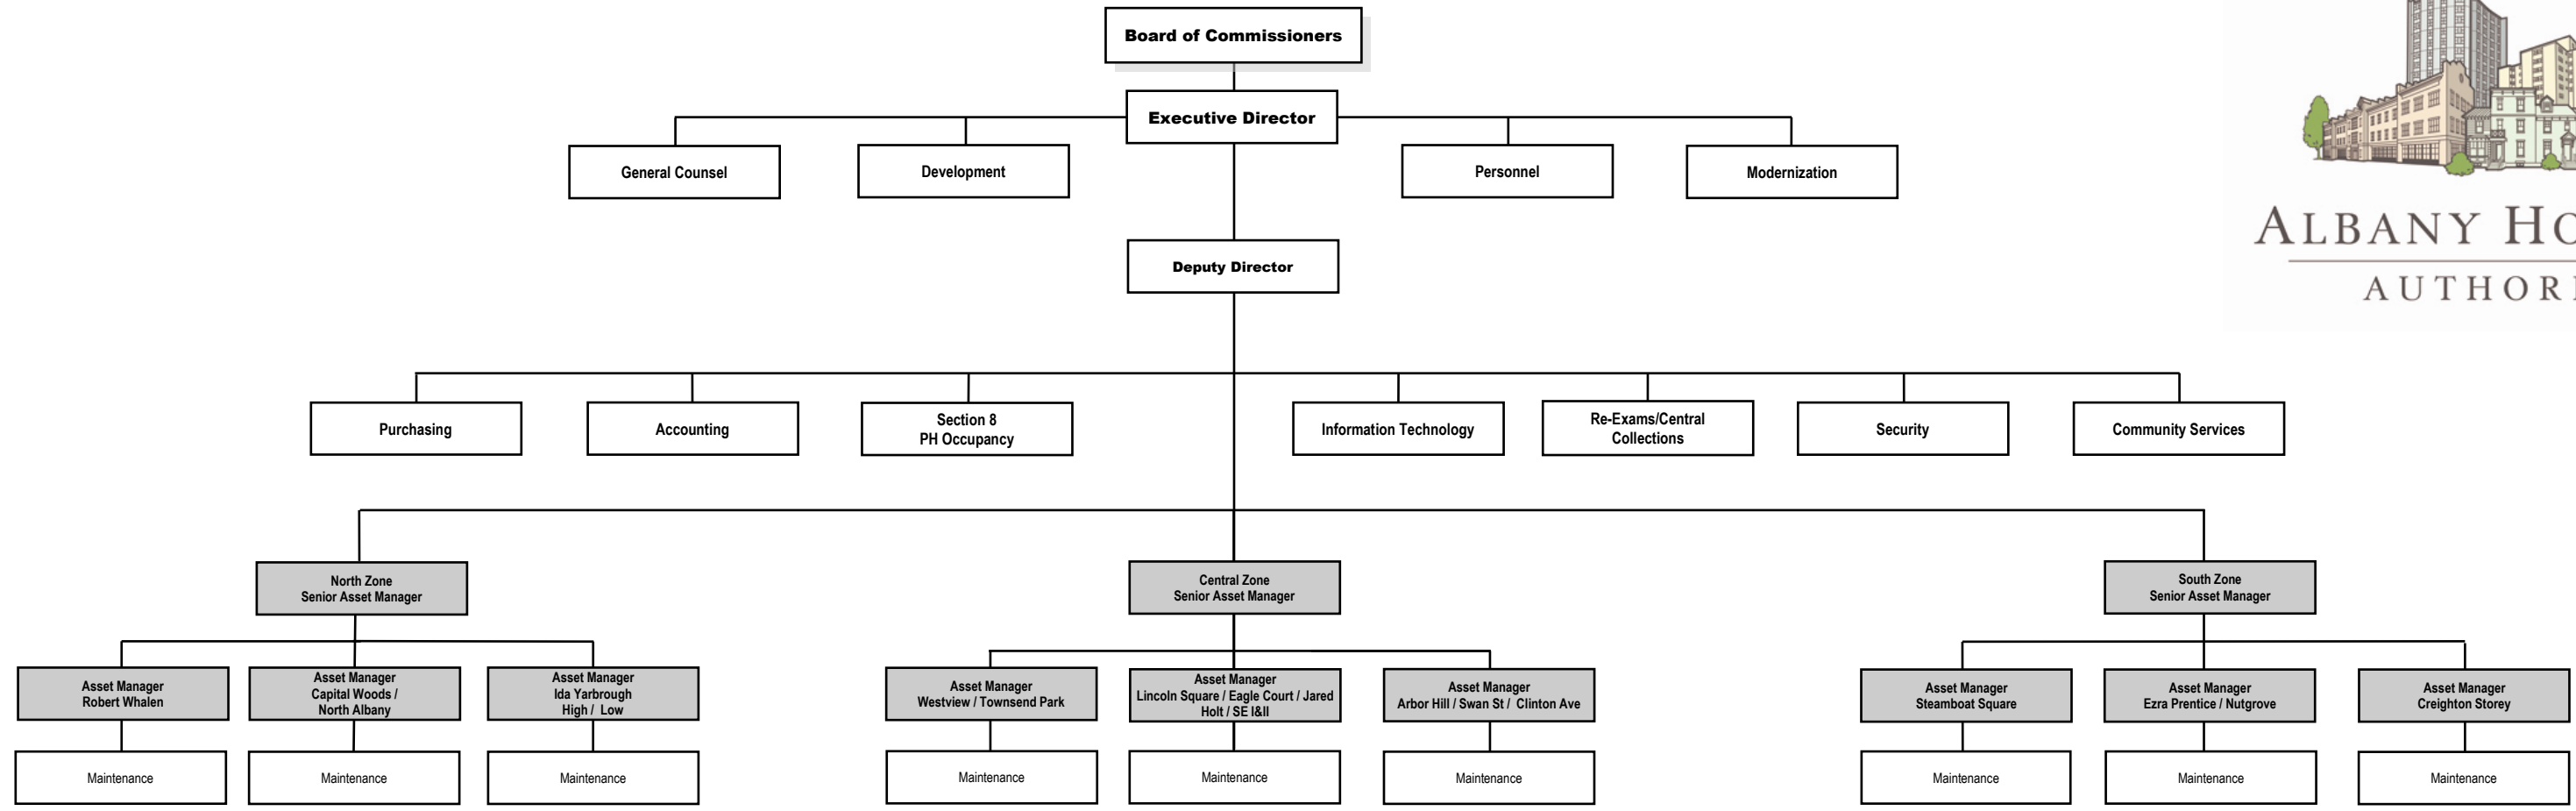 Board of Commissioners
Executive Director
General Counsel
Development
Personnel
Modernization
ALBANY HO
AUTHOR
Deputy Director
Purchasing
Accounting
Section 8
PH Occupancy
Information Technology
Re-Exams/Central
Collections
Security
Community Services
North Zone
Senior Asset Manager
Central Zone
Senior Asset Manager
South Zone
Senior Asset Manager
Asset Manager
Robert Whalen
Asset Manager
Capital Woods /
North Albany
Asset Manager
Ida Yarbrough
High / Low
Asset Manager
Westview / Townsend Park
Asset Manager
Lincoln Square / Eagle Court / Jared
Holt / SE I&II
Asset Manager
Arbor Hill / Swan St / Clinton Ave
Asset Manager
Steamboat Square
Asset Manager
Ezra Prentice / Nutgrove
Asset Manager
Creighton Storey
Maintenance
Maintenance
Maintenance
Maintenance
Maintenance
Maintenance
Maintenance
Maintenance
Maintenance